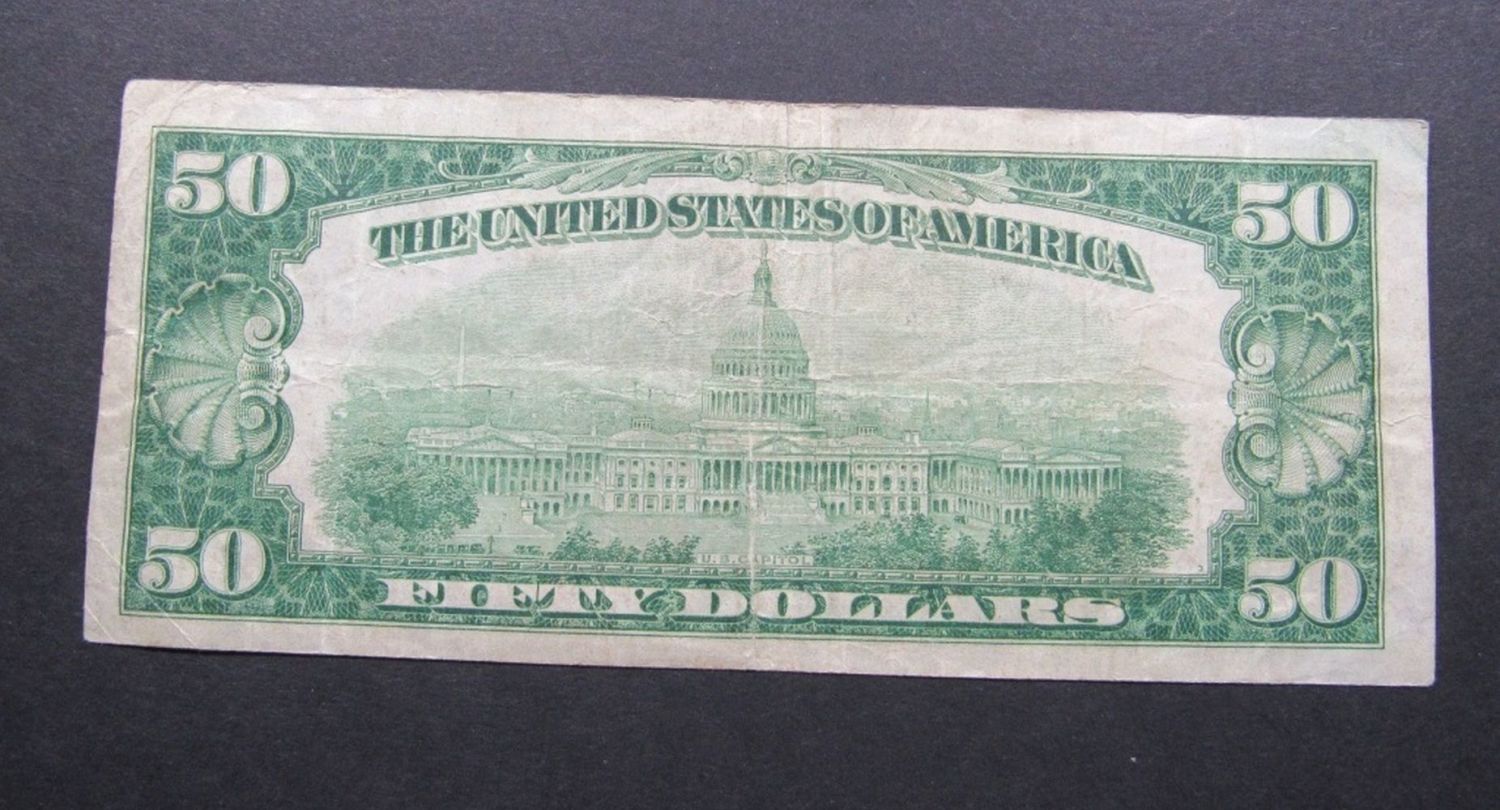 50 50
THE UNITED STATES OF AMERICA
U.S. CAPITOL
50 50
FIFTY DOLLARS